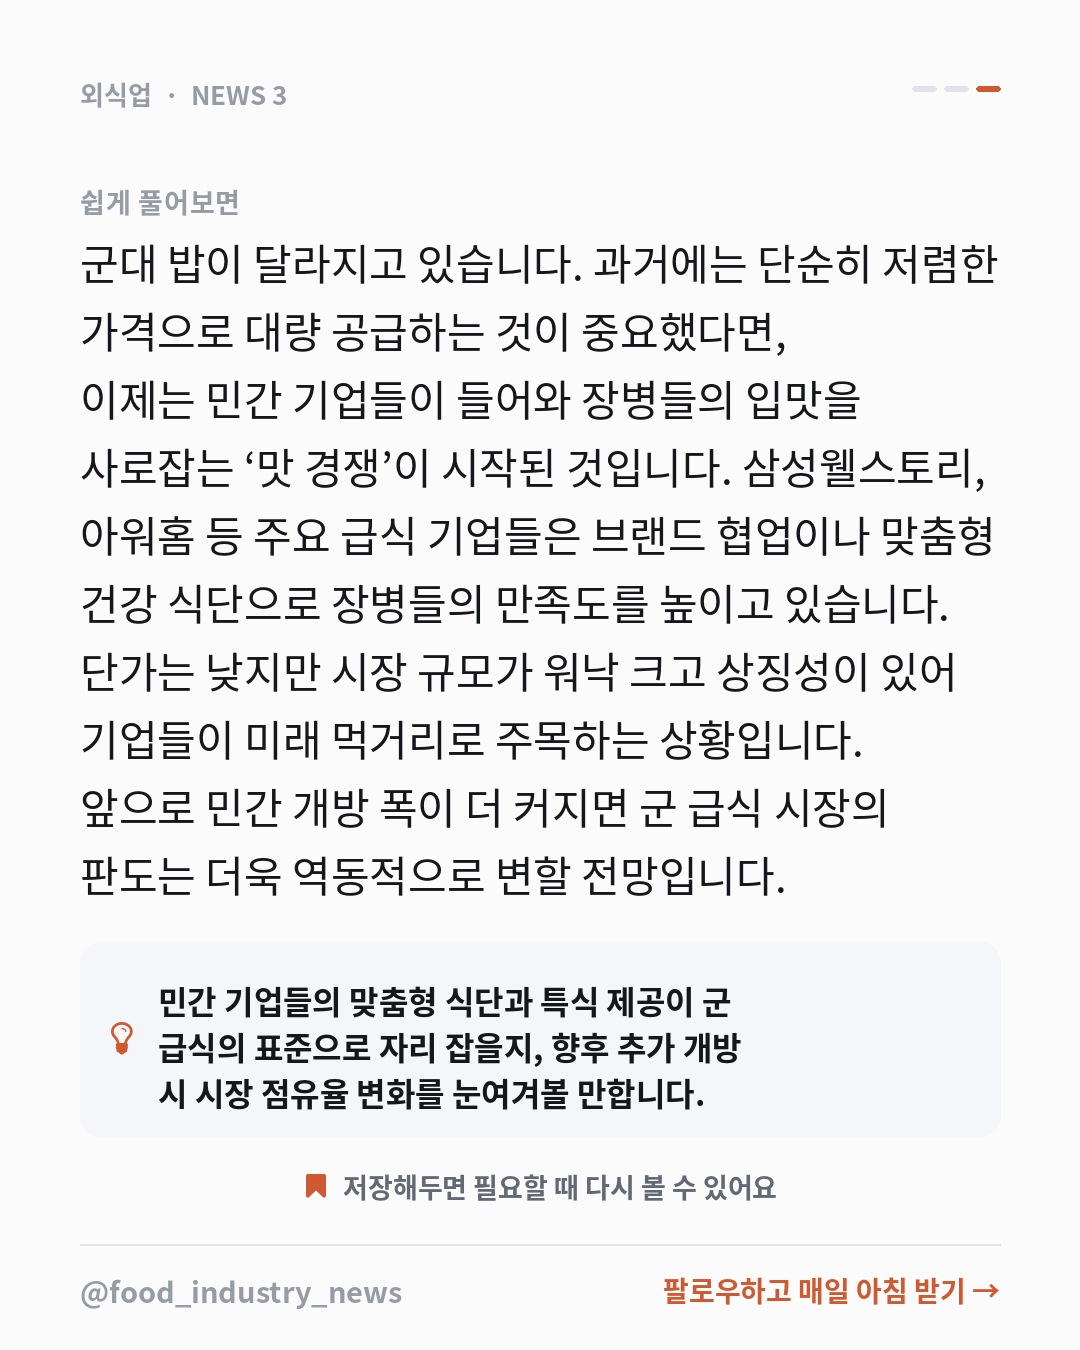 외식업 · NEWS 3
쉽게 풀어보면
군대 밥이 달라지고 있습니다. 과거에는 단순히 저렴한
가격으로 대량 공급하는 것이 중요했다면,
이제는 민간 기업들이 들어와 장병들의 입맛을
사로잡는 ‘맛 경쟁’이 시작된 것입니다. 삼성웰스토리,
아워홈 등 주요 급식 기업들은 브랜드 협업이나 맞춤형
건강 식단으로 장병들의 만족도를 높이고 있습니다.
단가는 낮지만 시장 규모가 워낙 크고 상징성이 있어
기업들이 미래 먹거리로 주목하는 상황입니다.
앞으로 민간 개방 폭이 더 커지면 군 급식 시장의
판도는 더욱 역동적으로 변할 전망입니다.
민간 기업들의 맞춤형 식단과 특식 제공이 군
급식의 표준으로 자리 잡을지, 향후 추가 개방
시 시장 점유율 변화를 눈여겨볼 만합니다.
저장해두면 필요할 때 다시 볼 수 있어요
@food_industry_news
팔로우하고 매일 아침 받기 →